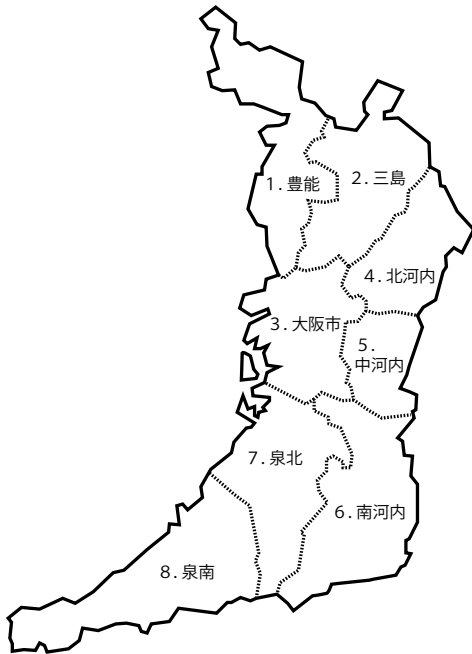 1. 豊能
2. 三島
4. 北河内
3. 大阪市
5.
中河内
7. 泉北
6. 南河内
8. 泉南